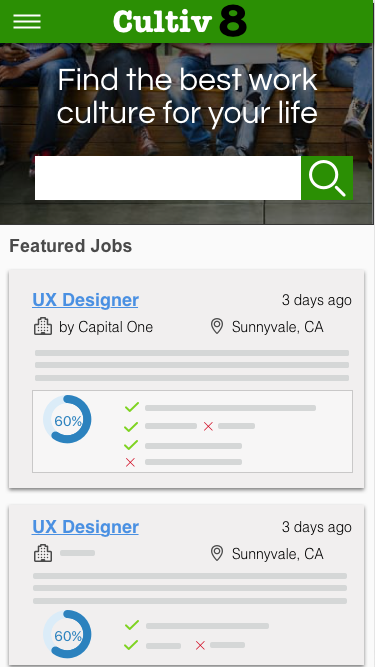 Cultiv 8
Find the best work
culture for your life
Featured Jobs
UX Designer 3 days ago
by Capital One Sunnyvale, CA
60%
UX Designer 3 days ago
Sunnyvale, CA
60%